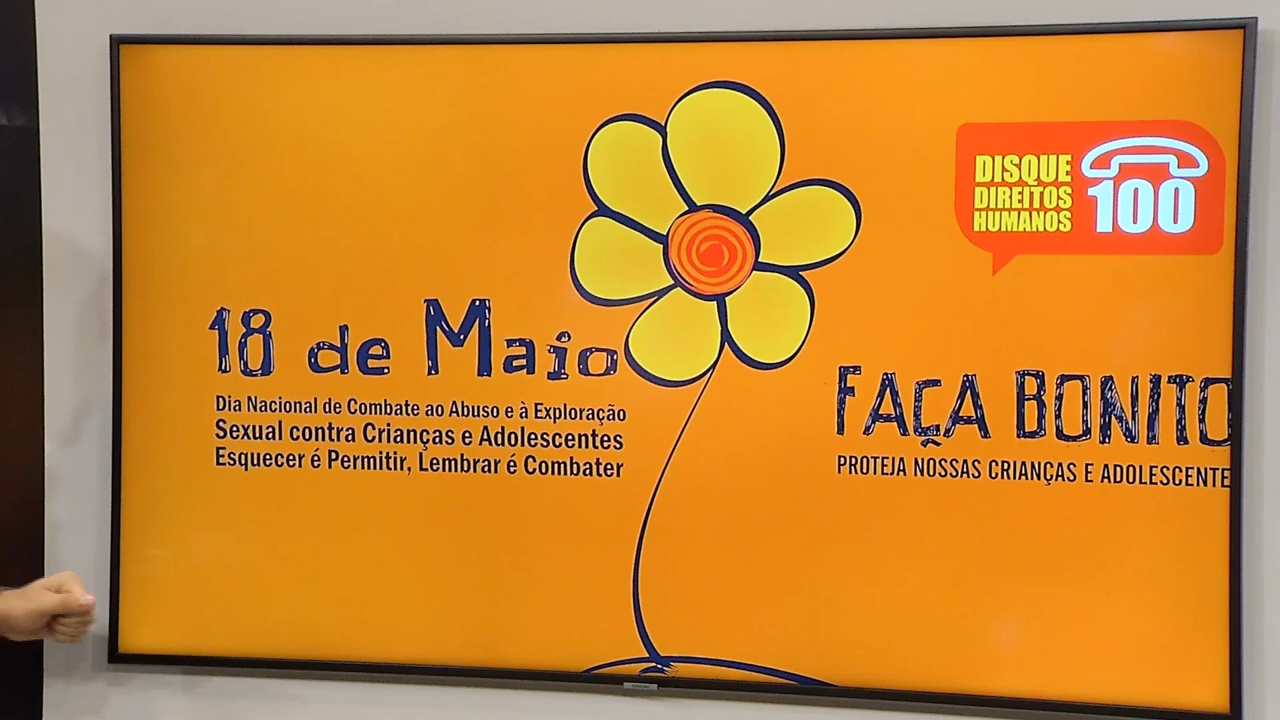 DISQUE
DIREITOS
HUMANOS
100
18 de Maio
Dia Nacional de Combate ao Abuso e à Exploração
Sexual contra Crianças e Adolescentes
Esquecer é Permitir, Lembrar é Combater
FAÇA BONITO
PROTEJA NOSSAS CRIANÇAS E ADOLESCENTE